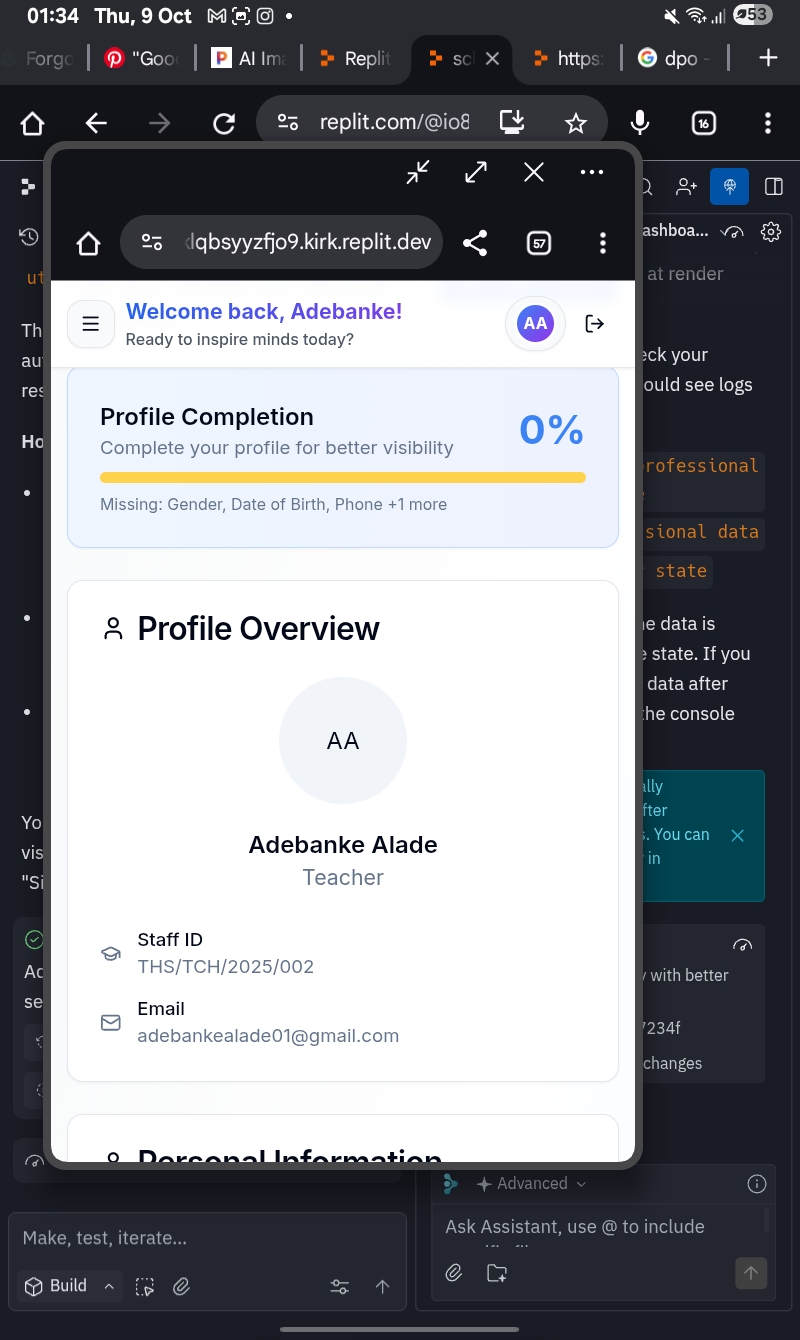 01:34 Thu, 9 Oct
53
Forgo
"Goo
AI Ima
Replit
scl
https:
dpo -
replit.com/@io8
16
lqbsyyzfjo9.kirk.replit.dev
57
ashboa...
Welcome back, Adebanke!
Ready to inspire minds today?
AA
ut
at render
Th
au
res
eck your
ould see logs
Profile Completion
Complete your profile for better visibility
0%
Missing: Gender, Date of Birth, Phone +1 more
Ho
professional
sional data
state
Profile Overview
AA
Adebanke Alade
Teacher
Staff ID
THS/TCH/2025/002
Email
adebankealade01@gmail.com
Personal Information
e data is
e state. If you
data after
the console
Yo
vis
"Si
ally
fter
s. You can
in
Ad
se
y with better
7234f
changes
Advanced
Ask Assistant, use @ to include
Make, test, iterate...
Build